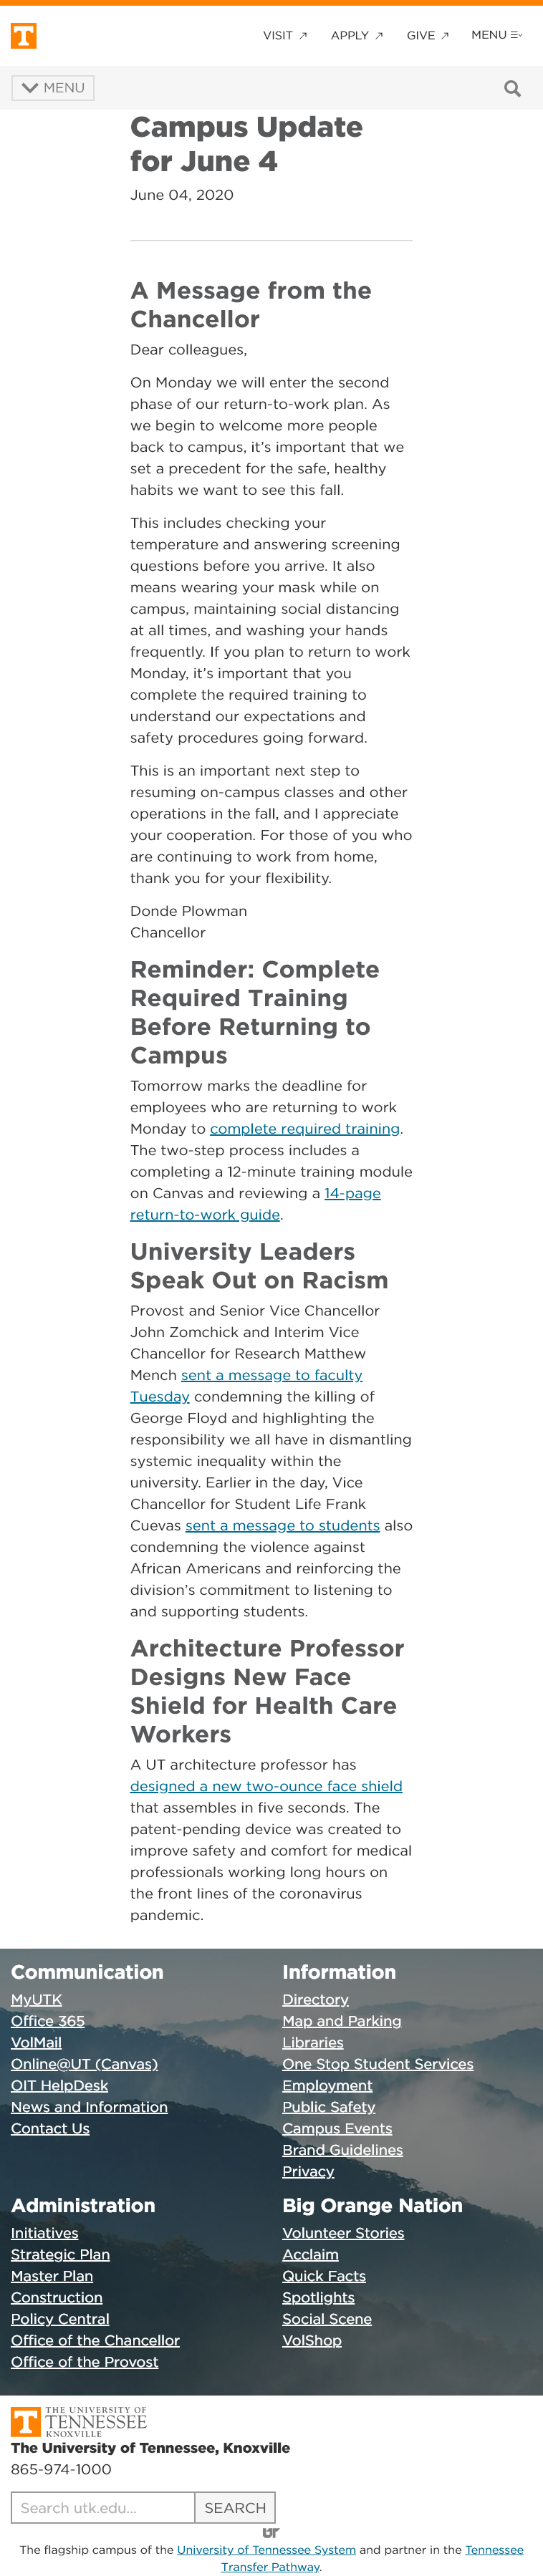 T
VISIT ↗ APPLY ↗ GIVE ↗ MENU
MENU
Campus Update
for June 4
June 04, 2020
A Message from the
Chancellor
Dear colleagues,
On Monday we will enter the second
phase of our return-to-work plan. As
we begin to welcome more people
back to campus, it’s important that we
set a precedent for the safe, healthy
habits we want to see this fall.
This includes checking your
temperature and answering screening
questions before you arrive. It also
means wearing your mask while on
campus, maintaining social distancing
at all times, and washing your hands
frequently. If you plan to return to work
Monday, it’s important that you
complete the required training to
understand our expectations and
safety procedures going forward.
This is an important next step to
resuming on-campus classes and other
operations in the fall, and I appreciate
your cooperation. For those of you who
are continuing to work from home,
thank you for your flexibility.
Donde Plowman
Chancellor
Reminder: Complete
Required Training
Before Returning to
Campus
Tomorrow marks the deadline for
employees who are returning to work
Monday to complete required training.
The two-step process includes a
completing a 12-minute training module
on Canvas and reviewing a 14-page
return-to-work guide.
University Leaders
Speak Out on Racism
Provost and Senior Vice Chancellor
John Zomchick and Interim Vice
Chancellor for Research Matthew
Mench sent a message to faculty
Tuesday condemning the killing of
George Floyd and highlighting the
responsibility we all have in dismantling
systemic inequality within the
university. Earlier in the day, Vice
Chancellor for Student Life Frank
Cuevas sent a message to students also
condemning the violence against
African Americans and reinforcing the
division’s commitment to listening to
and supporting students.
Architecture Professor
Designs New Face
Shield for Health Care
Workers
A UT architecture professor has
designed a new two-ounce face shield
that assembles in five seconds. The
patent-pending device was created to
improve safety and comfort for medical
professionals working long hours on
the front lines of the coronavirus
pandemic.
Communication
MyUTK
Office 365
VolMail
Online@UT (Canvas)
OIT HelpDesk
News and Information
Contact Us
Information
Directory
Map and Parking
Libraries
One Stop Student Services
Employment
Public Safety
Campus Events
Brand Guidelines
Privacy
Administration
Initiatives
Strategic Plan
Master Plan
Construction
Policy Central
Office of the Chancellor
Office of the Provost
Big Orange Nation
Volunteer Stories
Acclaim
Quick Facts
Spotlights
Social Scene
VolShop
T THE UNIVERSITY OF
TENNESSEE
KNOXVILLE
The University of Tennessee, Knoxville
865-974-1000
Search utk.edu... SEARCH
UT
The flagship campus of the University of Tennessee System and partner in the Tennessee
Transfer Pathway.